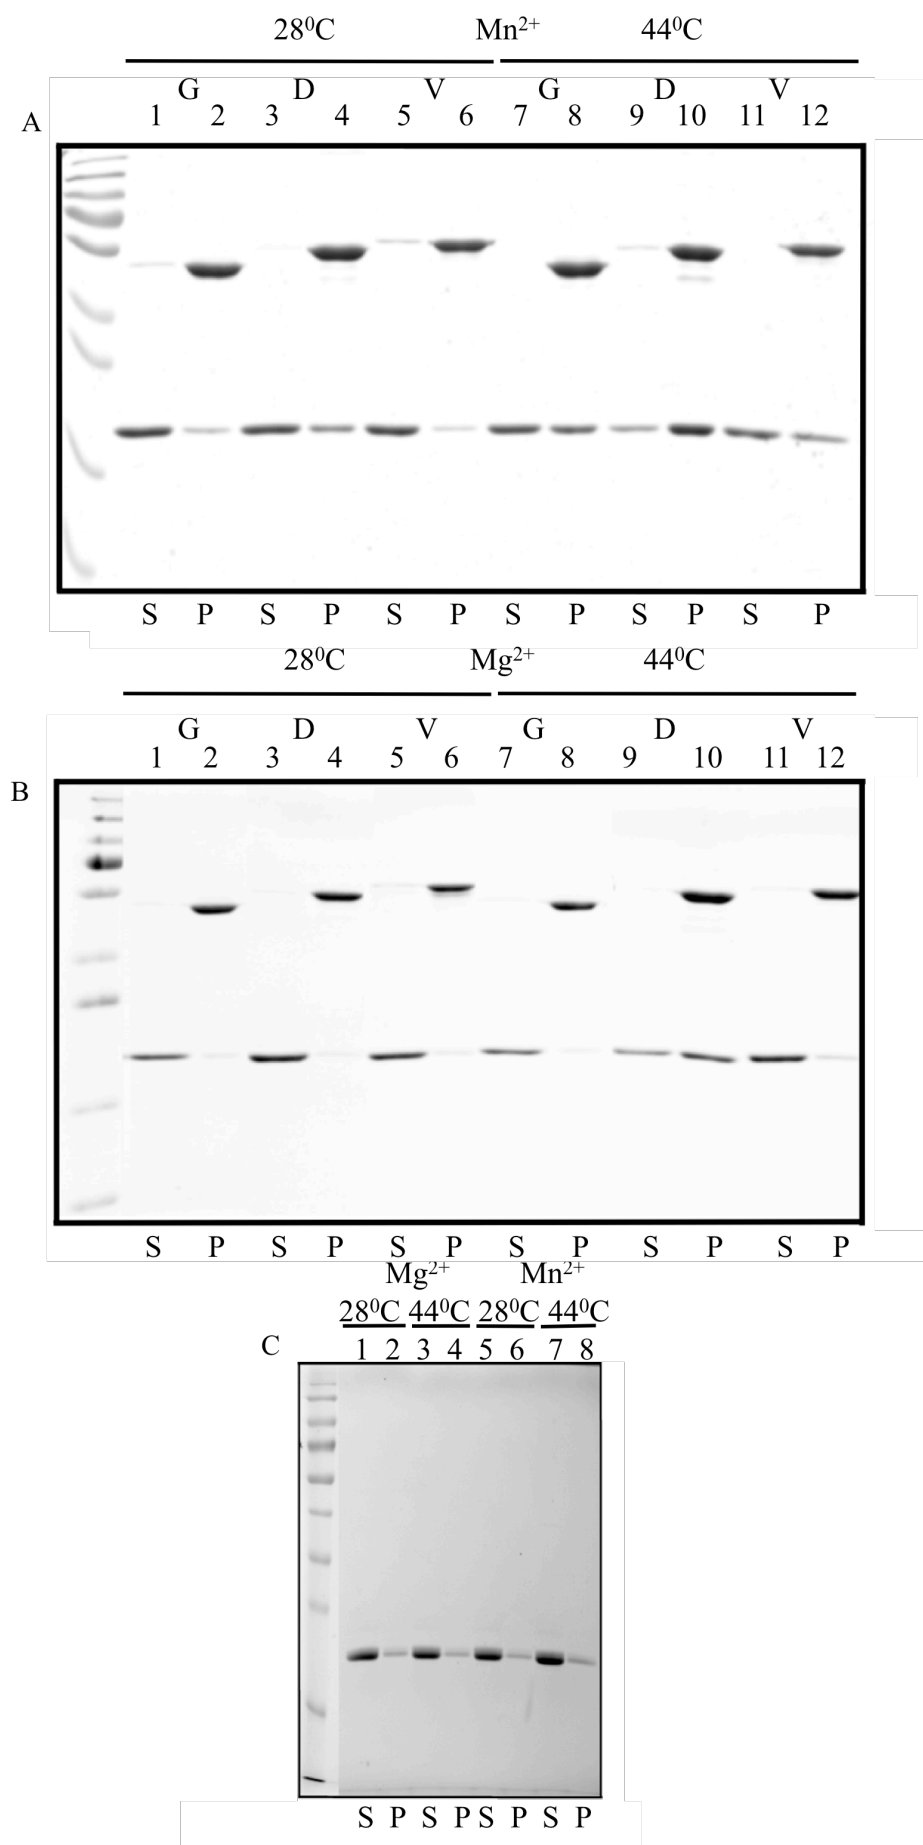 28⁰C Mn²⁺ 44⁰C
G D V G D V
1 2 3 4 5 6 7 8 9 10 11 12
A
S P S P S P S P S P S P
28⁰C Mg²⁺ 44⁰C
G D V G D V
1 2 3 4 5 6 7 8 9 10 11 12
B
S P S P S P S P S P S P
Mg²⁺ Mn²⁺
28⁰C 44⁰C 28⁰C 44⁰C
C 1 2 3 4 5 6 7 8
S P S P S P S P